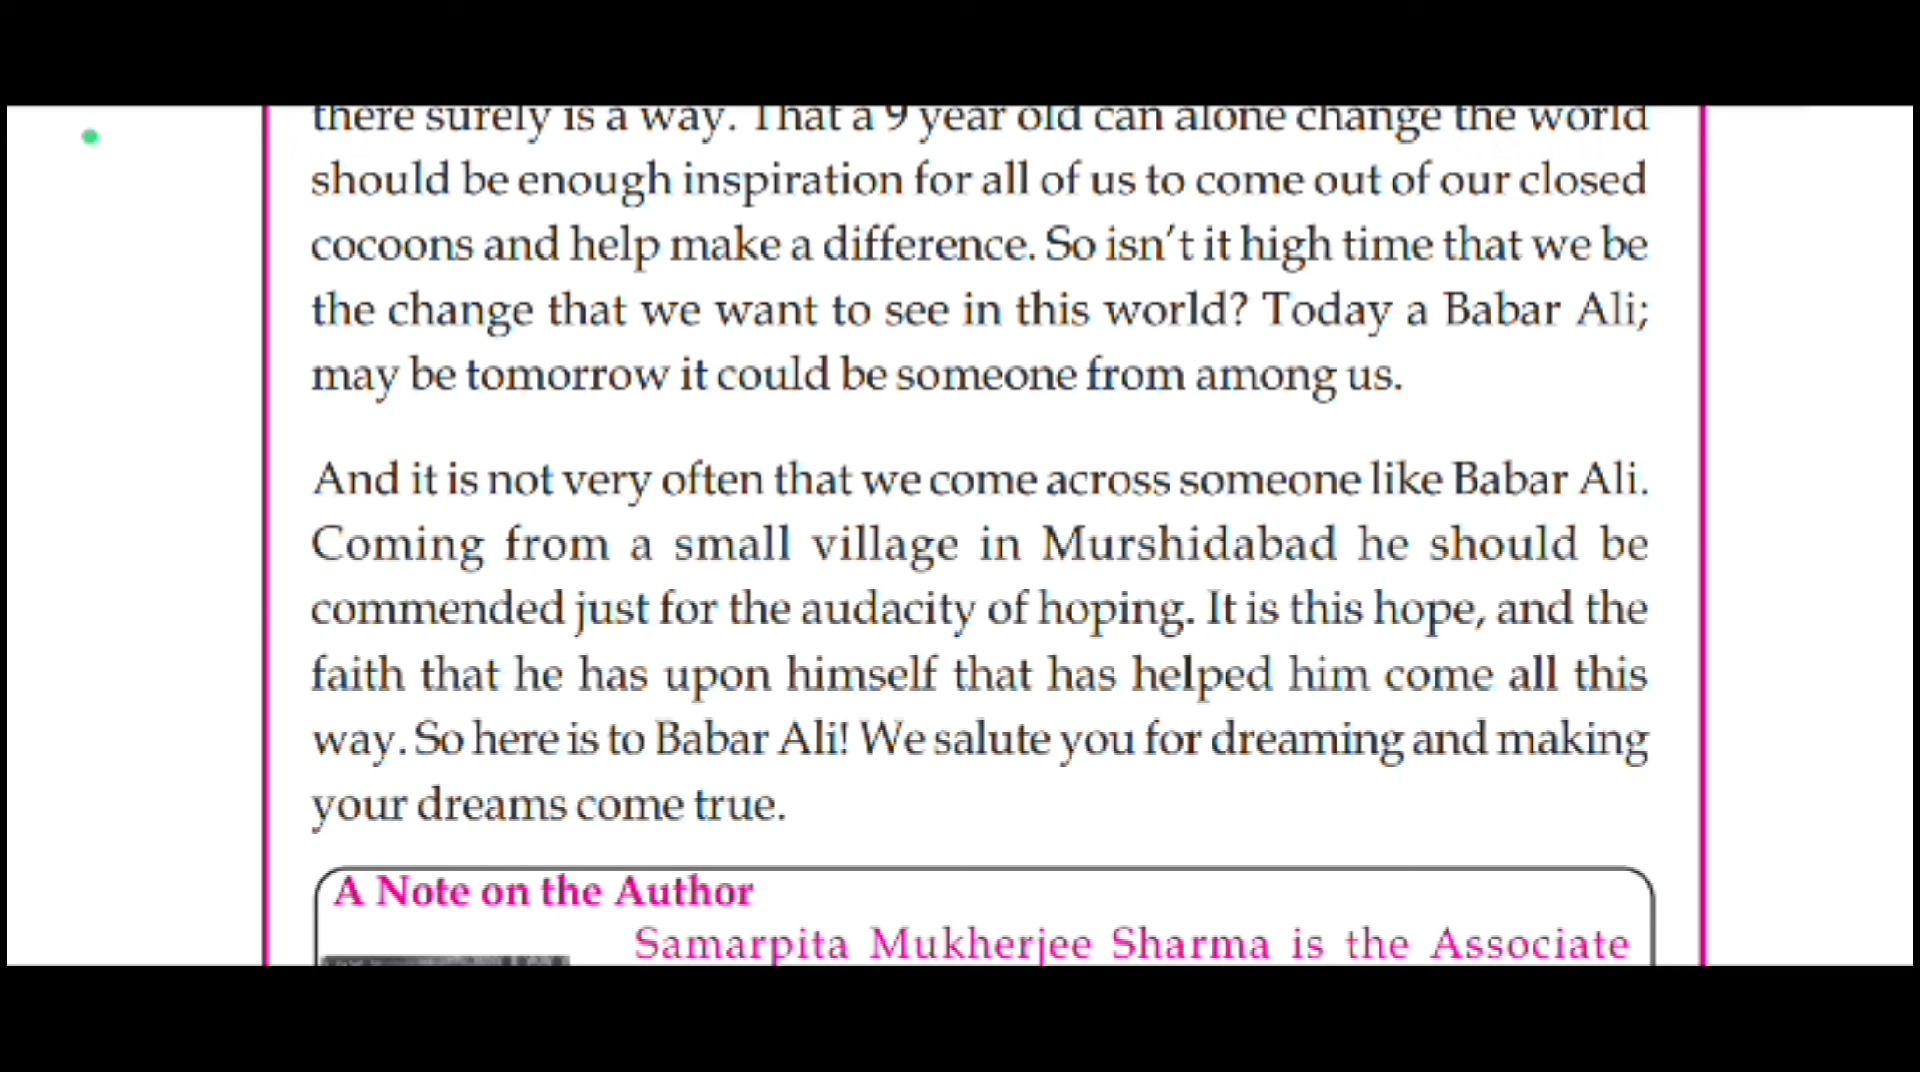 there surely is a way. That a 9 year old can alone change the world
should be enough inspiration for all of us to come out of our closed
cocoons and help make a difference. So isn't it high time that we be
the change that we want to see in this world? Today a Babar Ali;
may be tomorrow it could be someone from among us.
And it is not very often that we come across someone like Babar Ali.
Coming from a small village in Murshidabad he should be
commended just for the audacity of hoping. It is this hope, and the
faith that he has upon himself that has helped him come all this
way. So here is to Babar Ali! We salute you for dreaming and making
your dreams come true.
A Note on the Author
Samarpita Mukherjee Sharma is the Associate